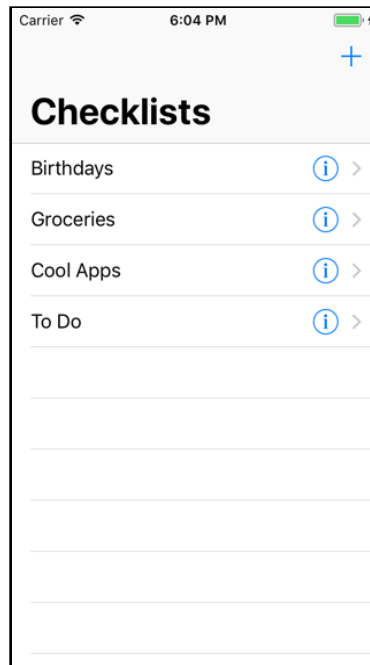 Carrier 6:04 PM
+
Checklists
Birthdays i
Groceries i
Cool Apps i
To Do i